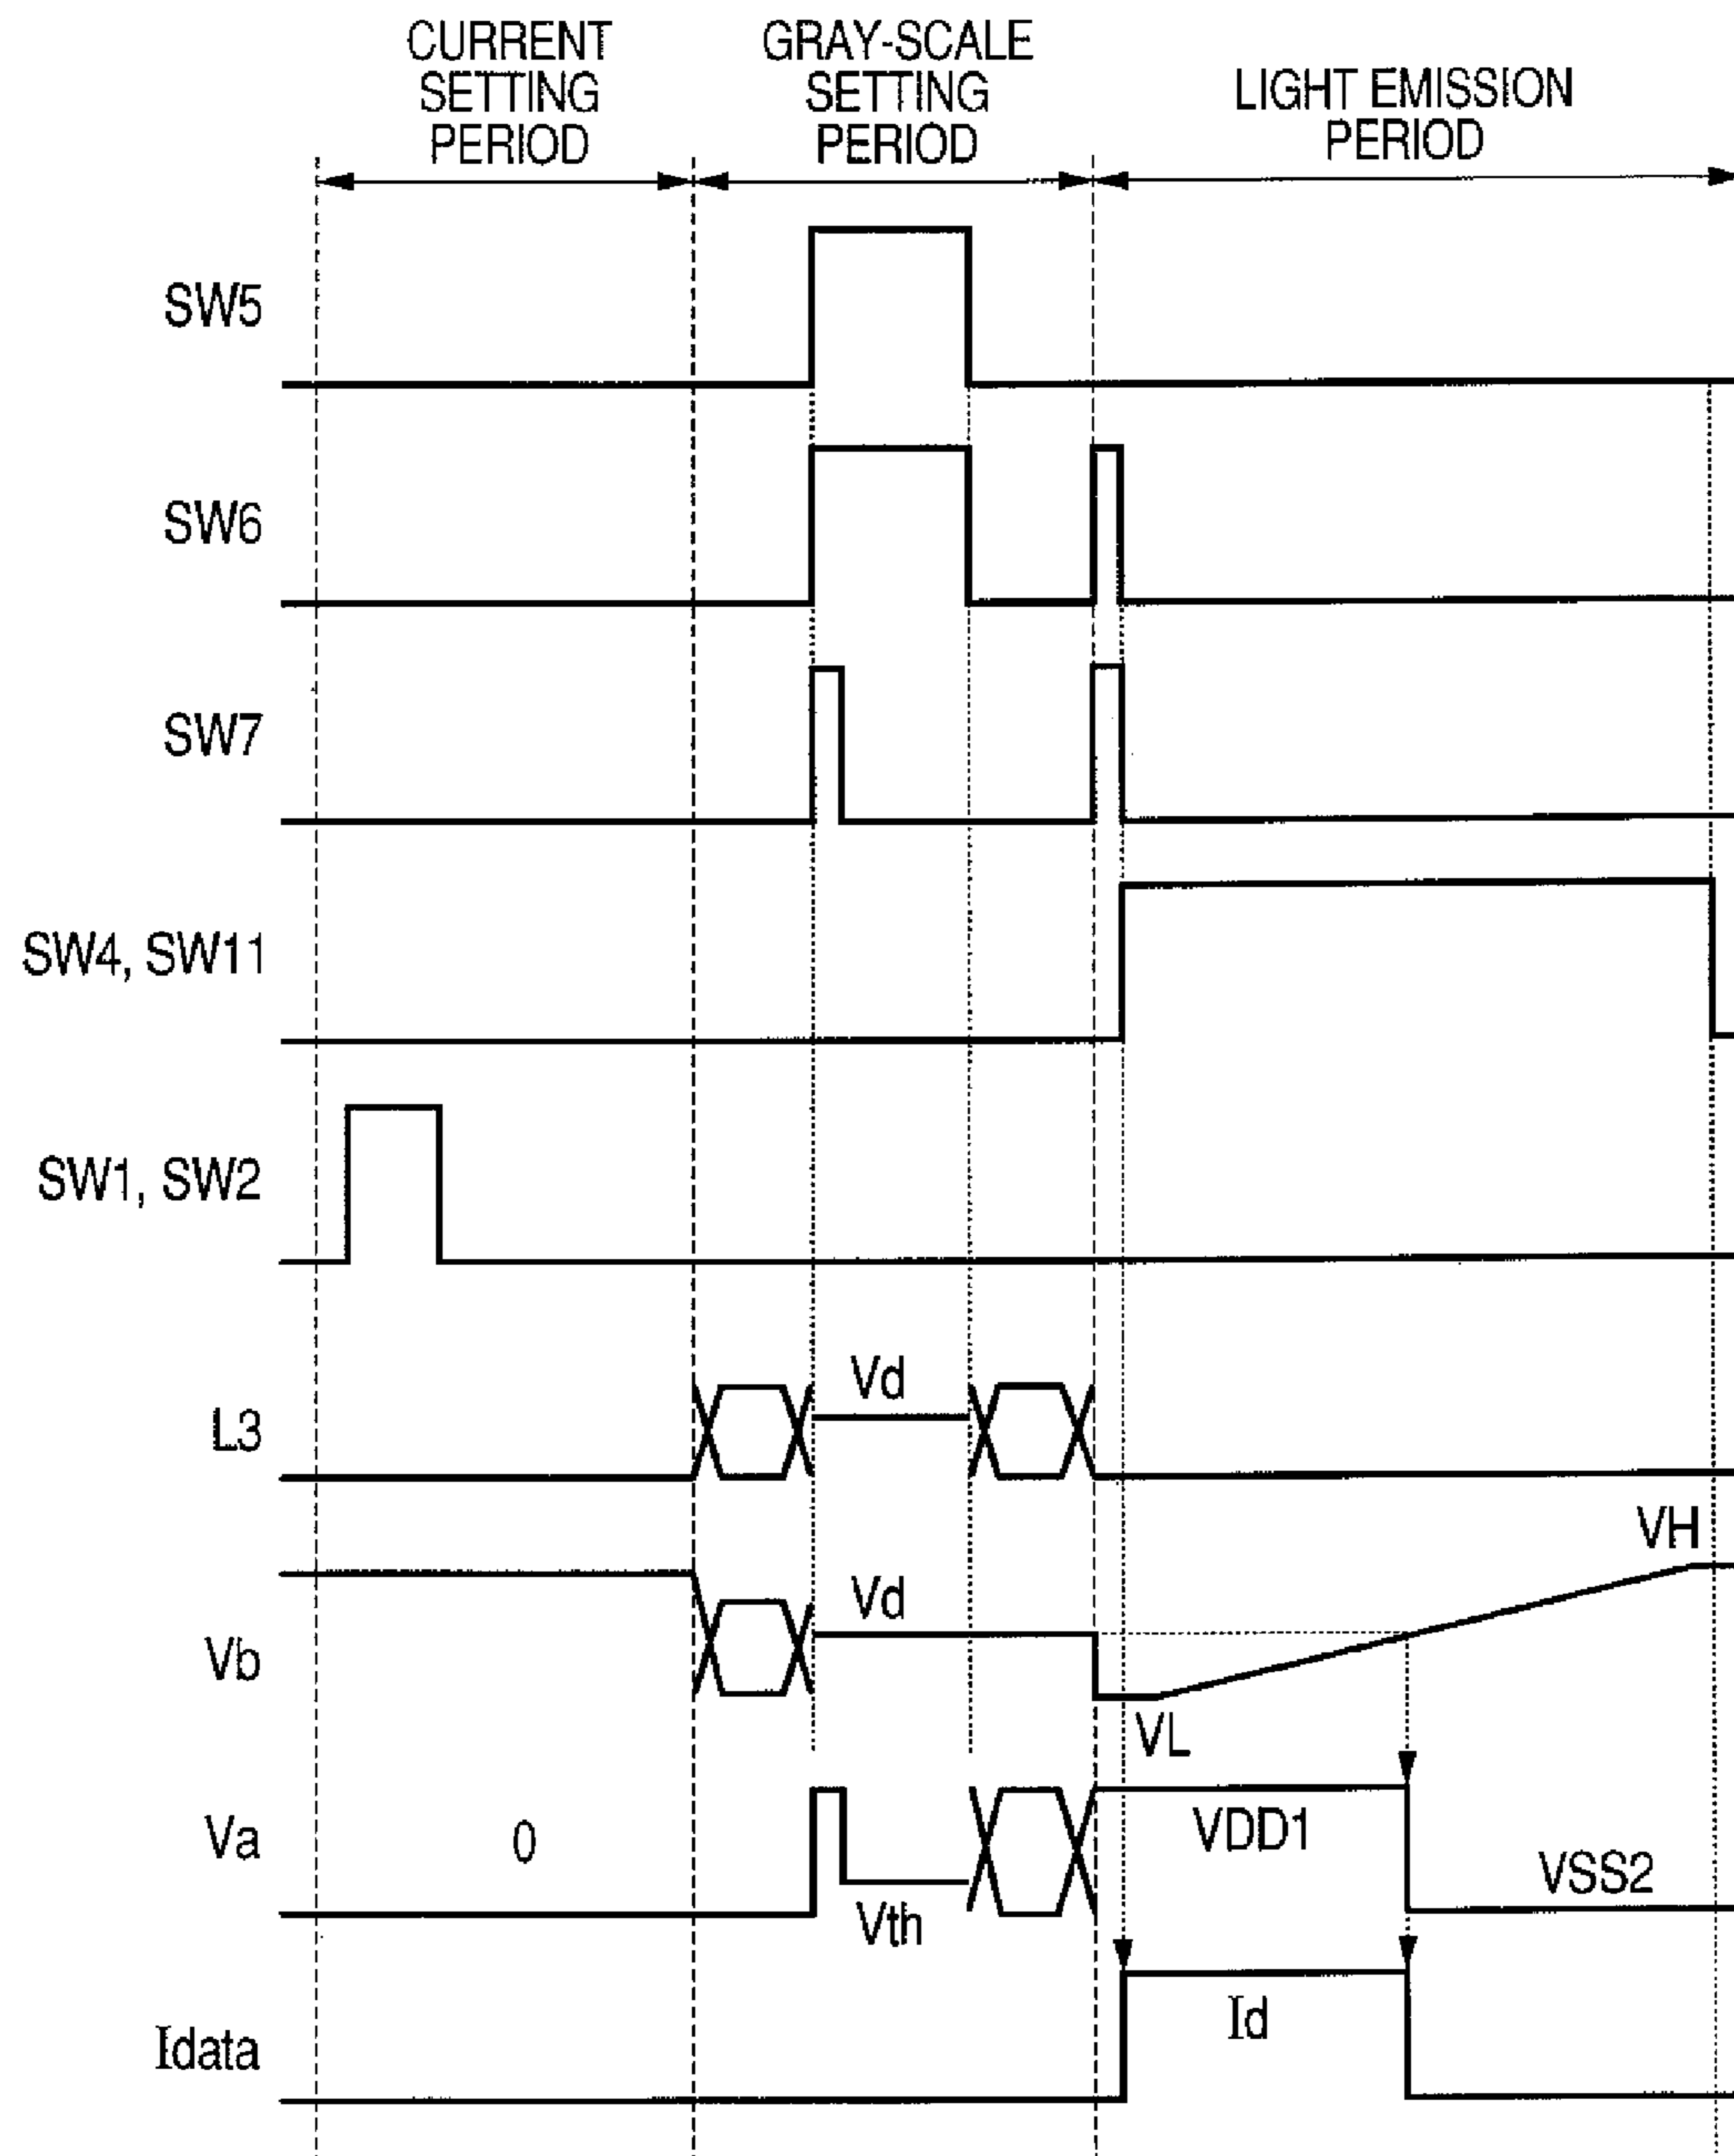 CURRENT
SETTING
PERIOD
GRAY-SCALE
SETTING
PERIOD
LIGHT EMISSION
PERIOD
SW5
SW6
SW7
SW4, SW11
SW1, SW2
L3
Vd
Vb
Vd
VL
VH
Va
0
Vth
VDD1
VSS2
Idata
Id